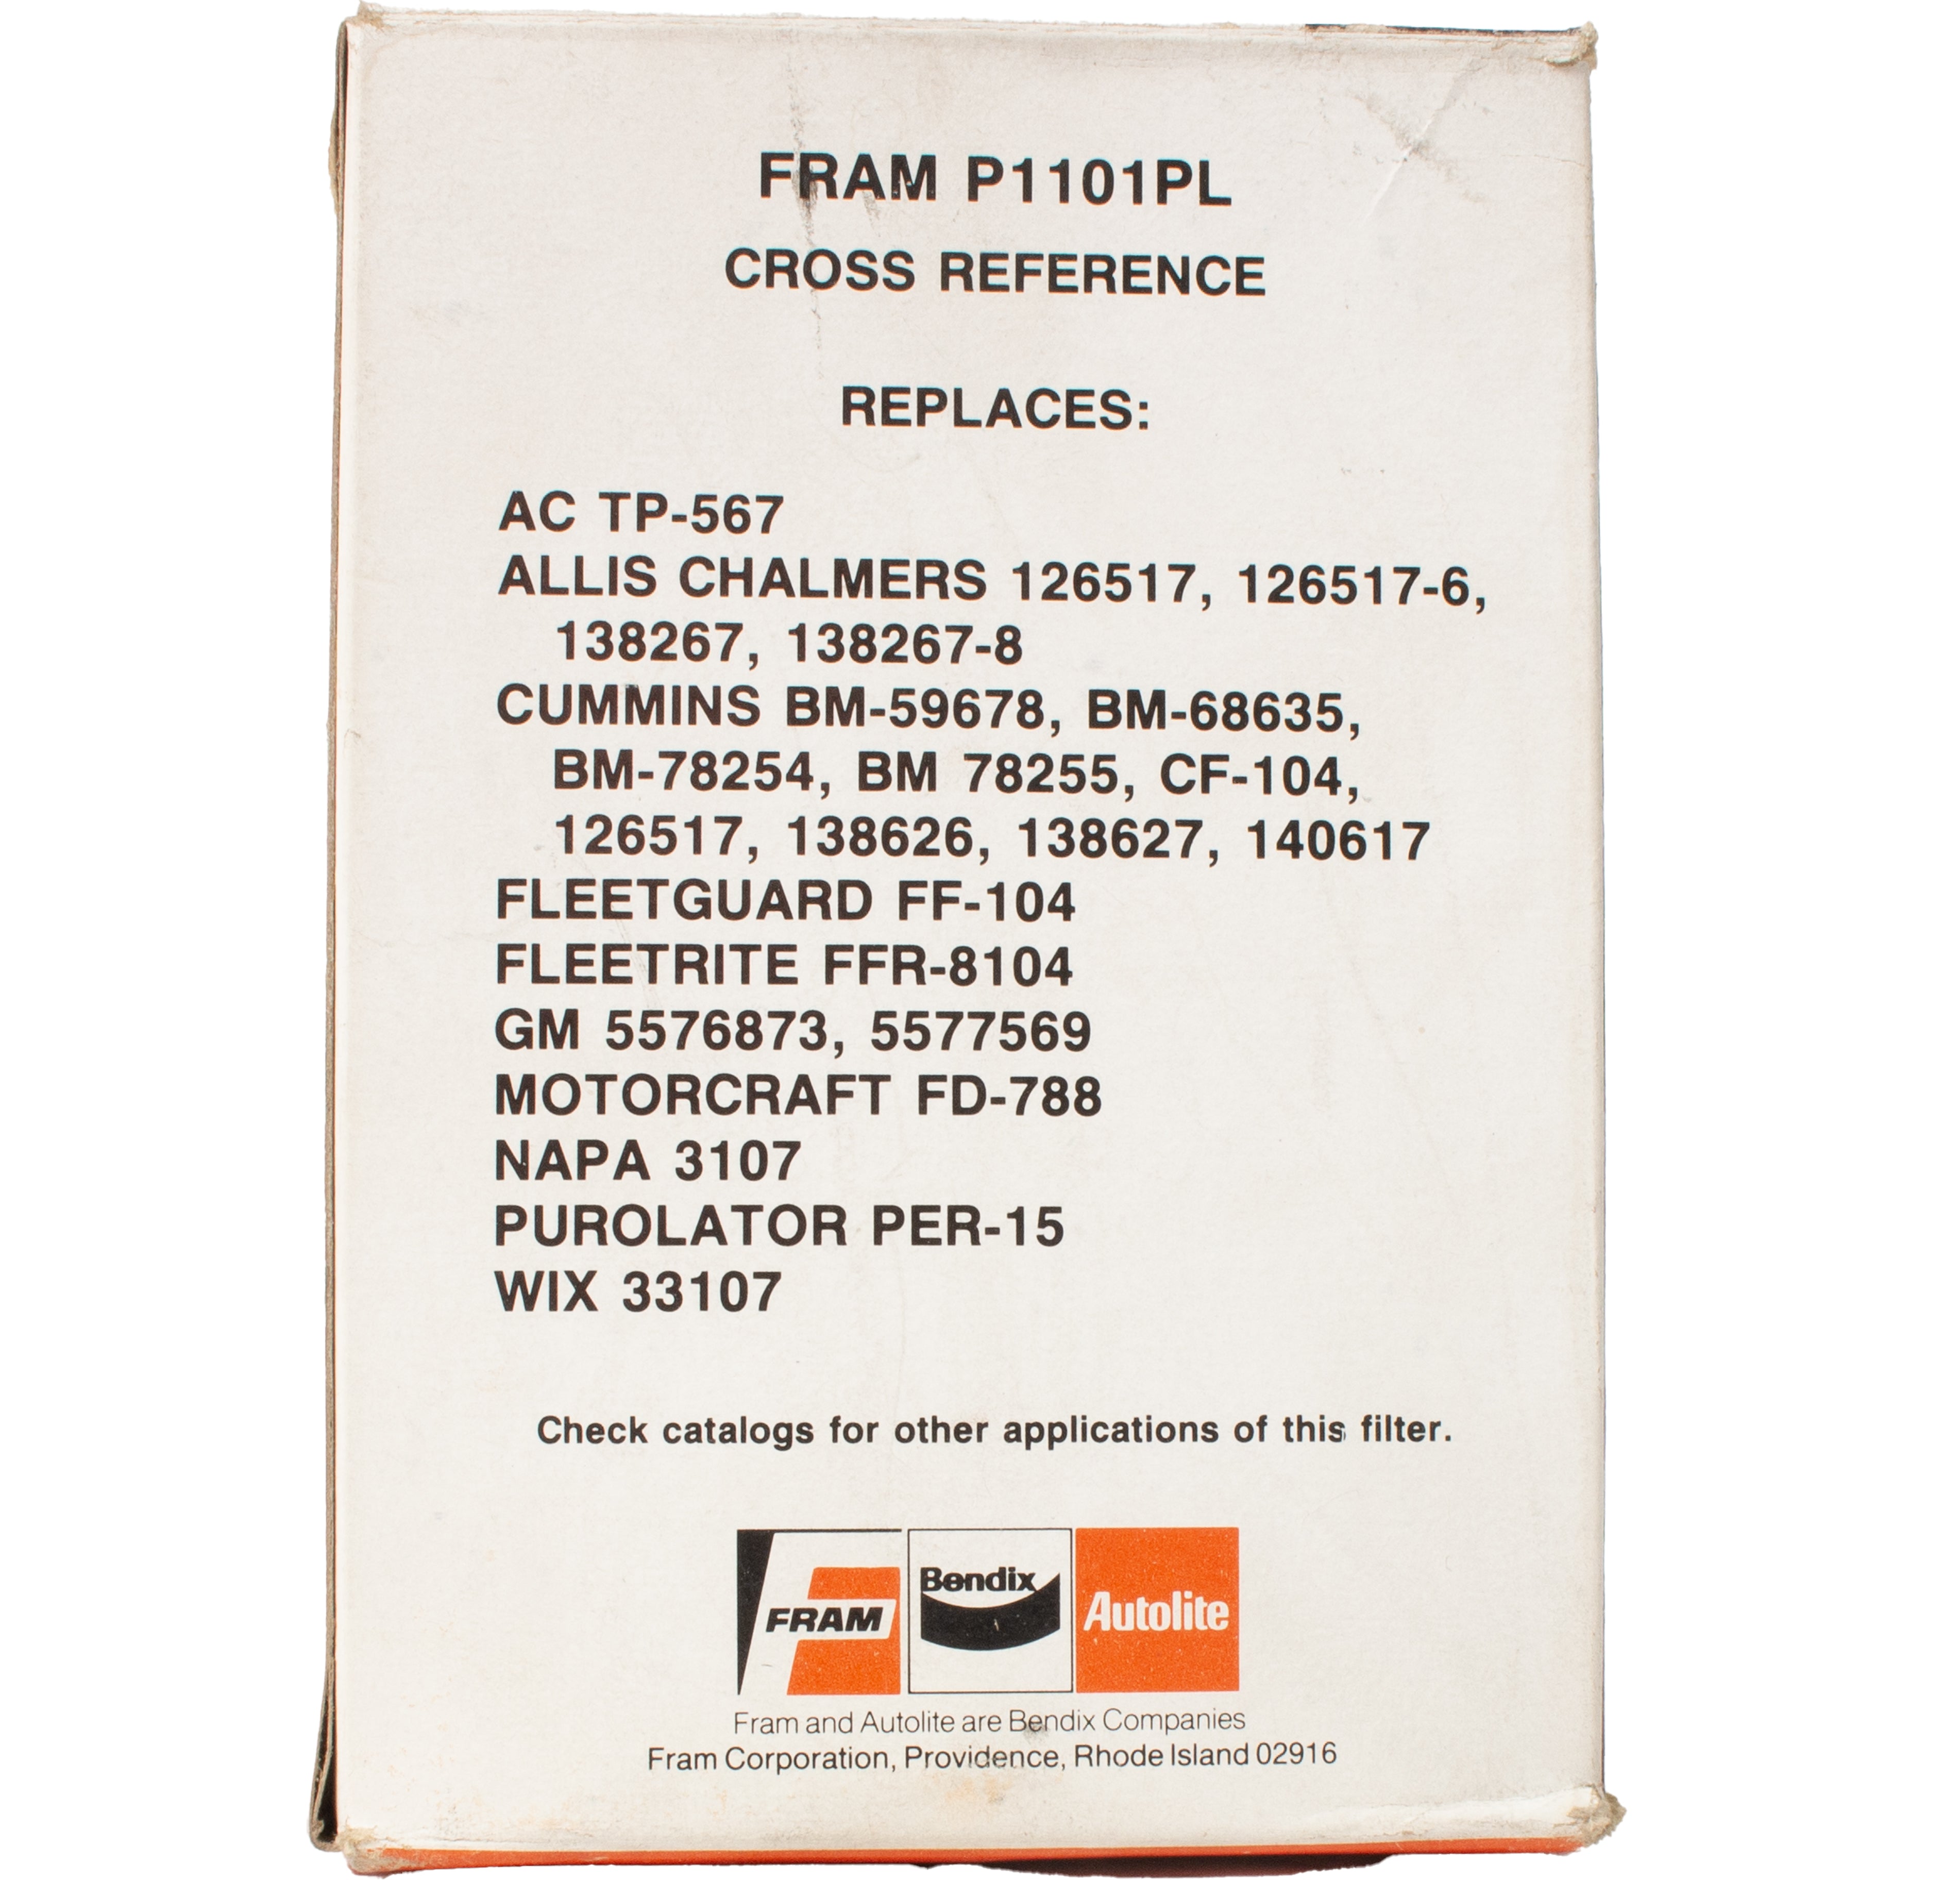 FRAM P1101PL
CROSS REFERENCE
REPLACES:
AC TP-567
ALLIS CHALMERS 126517, 126517-6,
138267, 138267-8
CUMMINS BM-59678, BM-68635,
BM-78254, BM 78255, CF-104,
126517, 138626, 138627, 140617
FLEETGUARD FF-104
FLEETRITE FFR-8104
GM 5576873, 5577569
MOTORCRAFT FD-788
NAPA 3107
PUROLATOR PER-15
WIX 33107
Check catalogs for other applications of this filter.
FRAM
Bendix
Autolite
Fram and Autolite are Bendix Companies
Fram Corporation, Providence, Rhode Island 02916